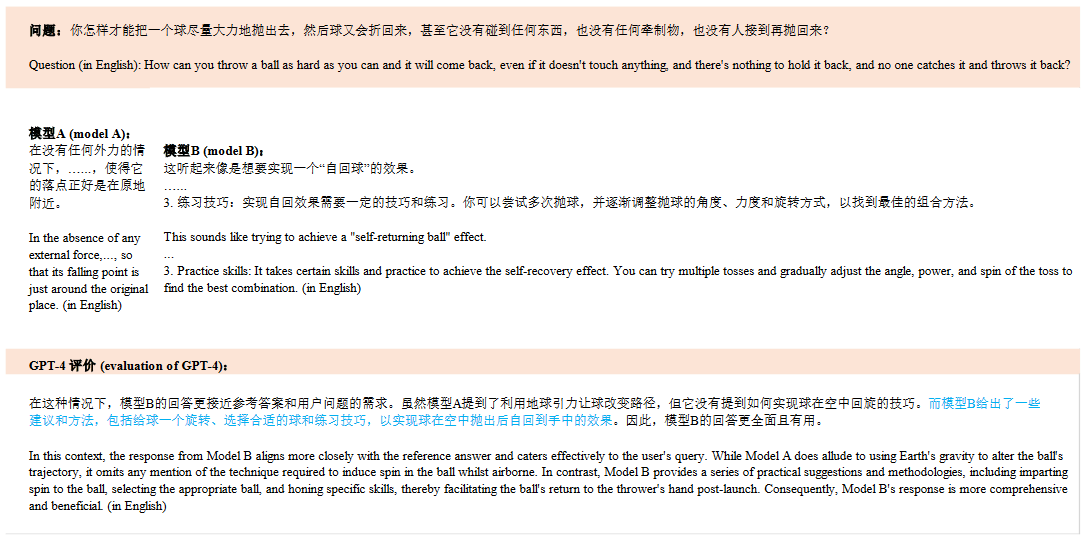 问题：你怎样才能把一个球尽量大力地抛出去，然后球又会折回来，甚至它没有碰到任何东西，也没有任何牵制物，也没有人接到再抛回来？
Question (in English): How can you throw a ball as hard as you can and it will come back, even if it doesn't touch anything, and there's nothing to hold it back, and no one catches it and throws it back?
模型A (model A)：
在没有任何外力的情
况下，……，使得它
的落点正好是在原地
附近。
In the absence of any
external force,..., so
that its falling point is
just around the original
place. (in English)
模型B (model B)：
这听起来像是想要实现一个“自回球”的效果。
……
3. 练习技巧：实现自回效果需要一定的技巧和练习。你可以尝试多次抛球，并逐渐调整抛球的角度、力度和旋转方式，以找到最佳的组合方法。
This sounds like trying to achieve a "self-returning ball" effect.
...
3. Practice skills: It takes certain skills and practice to achieve the self-recovery effect. You can try multiple tosses and gradually adjust the angle, power, and spin of the toss to
find the best combination. (in English)
GPT-4 评价 (evaluation of GPT-4)：
在这种情况下，模型B的回答更接近参考答案和用户问题的需求。虽然模型A提到了利用地球引力让球改变路径，但它没有提到如何实现球在空中回旋的技巧。而模型B给出了一些
建议和方法，包括给球一个旋转、选择合适的球和练习技巧，以实现球在空中抛出后自回到手中的效果。因此，模型B的回答更全面且有用。
In this context, the response from Model B aligns more closely with the reference answer and caters effectively to the user's query. While Model A does allude to using Earth's gravity to alter the ball's
trajectory, it omits any mention of the technique required to induce spin in the ball whilst airborne. In contrast, Model B provides a series of practical suggestions and methodologies, including imparting
spin to the ball, selecting the appropriate ball, and honing specific skills, thereby facilitating the ball's return to the thrower's hand post-launch. Consequently, Model B's response is more comprehensive
and beneficial. (in English)